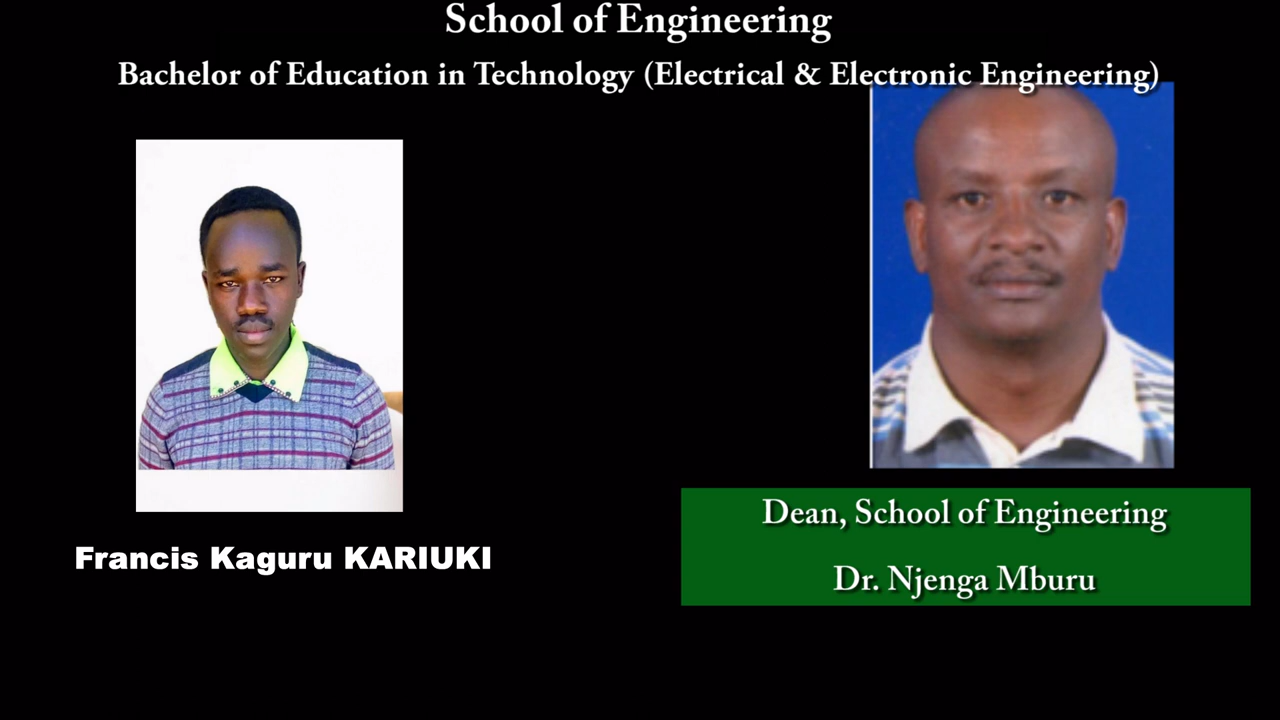 School of Engineering
Bachelor of Education in Technology (Electrical & Electronic Engineering)
Francis Kaguru KARIUKI
Dean, School of Engineering
Dr. Njenga Mburu